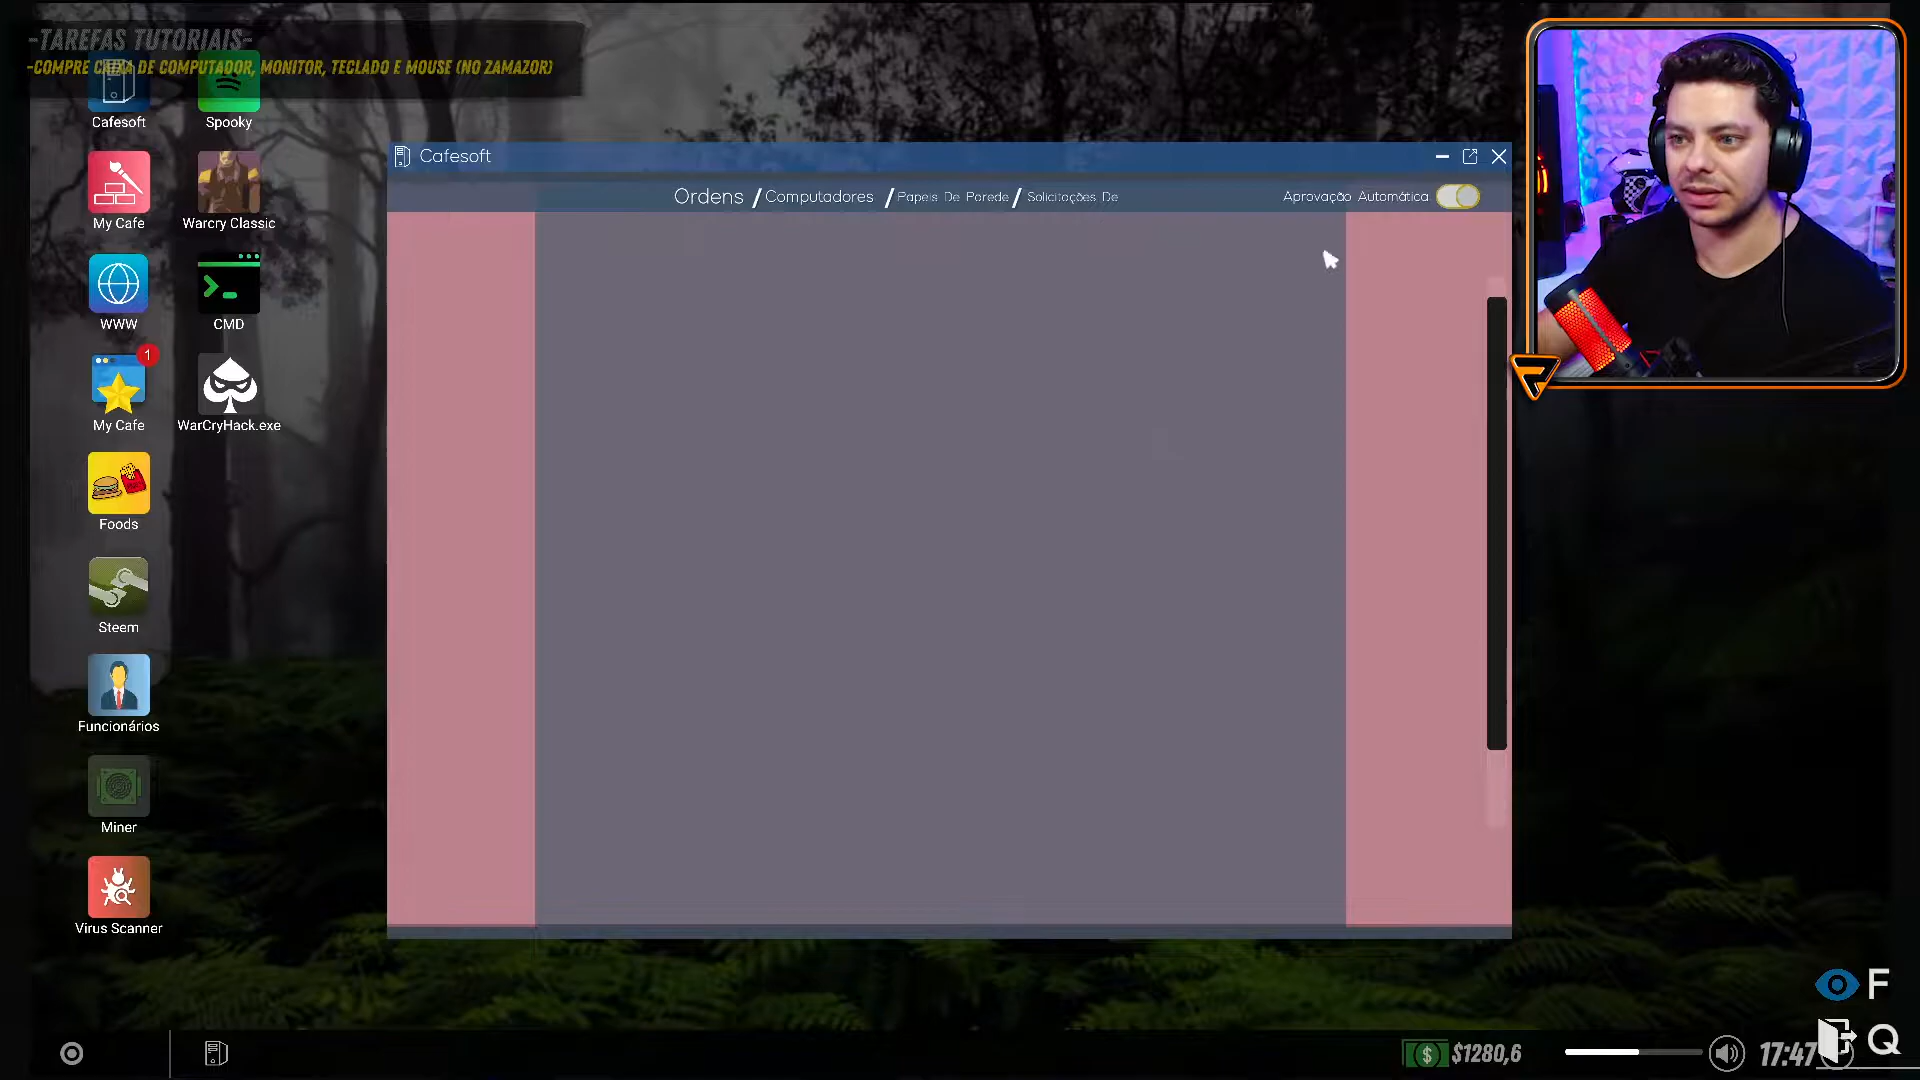 -TAREFAS TUTORIAIS-
-COMPRE CAIXA DE COMPUTADOR, MONITOR, TECLADO E MOUSE (NO ZAMAZOR)
Cafesoft
Spooky
My Cafe
Warcry Classic
WWW
CMD
1
My Cafe
WarCryHack.exe
Foods
Steem
Funcionários
Miner
Virus Scanner
Cafesoft
Ordens / Computadores / Papeis De Parede / Solicitações De
Aprovação Automática
F
Q
$1280,6
17:47